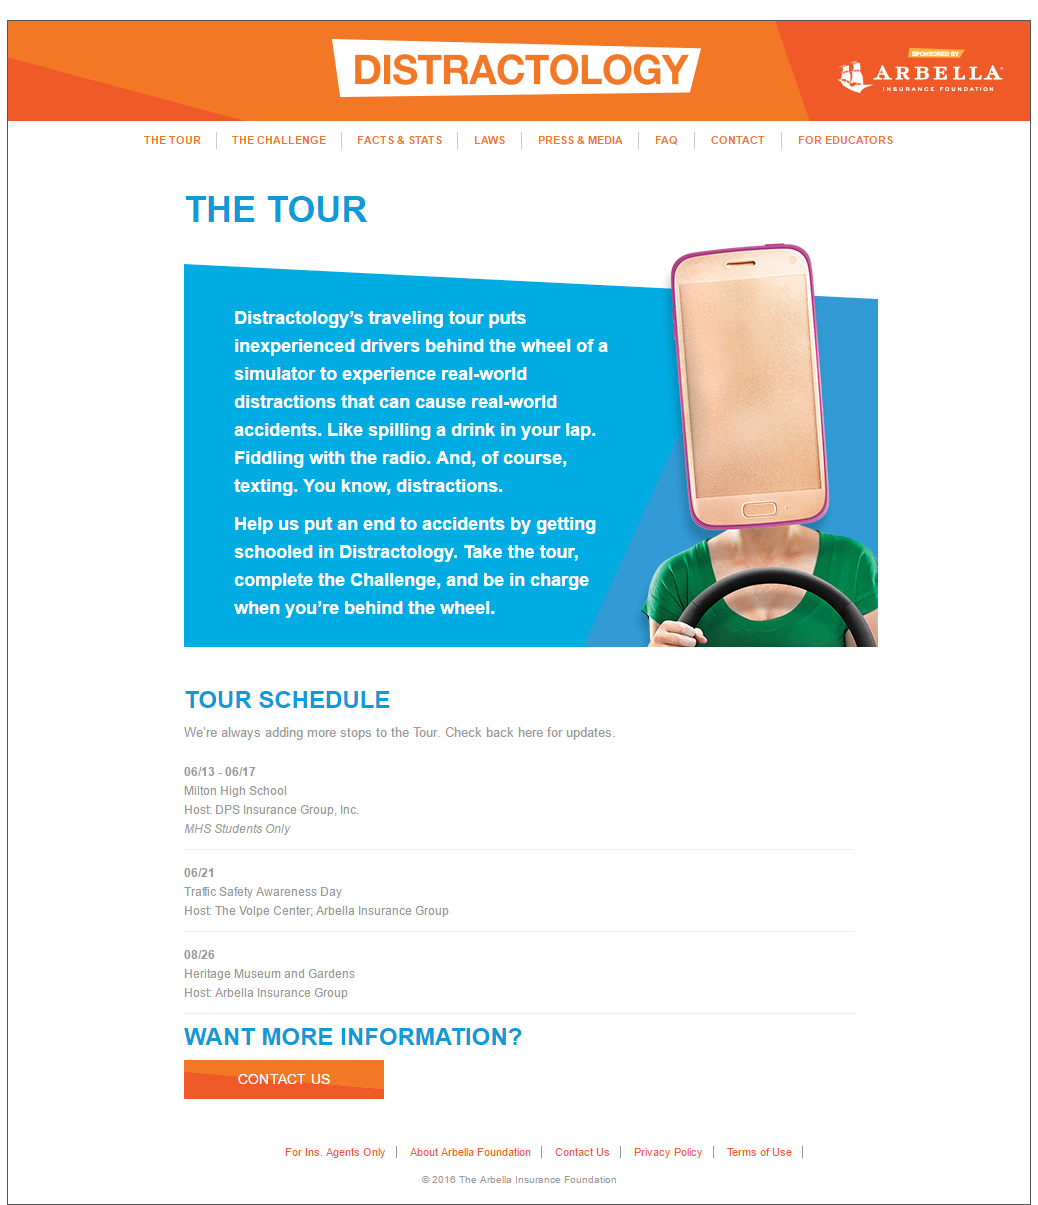 DISTRACTOLOGY
SPONSORED BY
ARBELLA
INSURANCE FOUNDATION
THE TOUR
THE CHALLENGE
FACTS & STATS
LAWS
PRESS & MEDIA
FAQ
CONTACT
FOR EDUCATORS
THE TOUR
Distractology’s traveling tour puts
inexperienced drivers behind the wheel of a
simulator to experience real-world
distractions that can cause real-world
accidents. Like spilling a drink in your lap.
Fiddling with the radio. And, of course,
texting. You know, distractions.
Help us put an end to accidents by getting
schooled in Distractology. Take the tour,
complete the Challenge, and be in charge
when you’re behind the wheel.
TOUR SCHEDULE
We’re always adding more stops to the Tour. Check back here for updates.
06/13 - 06/17
Milton High School
Host: DPS Insurance Group, Inc.
MHS Students Only
06/21
Traffic Safety Awareness Day
Host: The Volpe Center; Arbella Insurance Group
08/26
Heritage Museum and Gardens
Host: Arbella Insurance Group
WANT MORE INFORMATION?
CONTACT US
For Ins. Agents Only
About Arbella Foundation
Contact Us
Privacy Policy
Terms of Use
© 2016 The Arbella Insurance Foundation